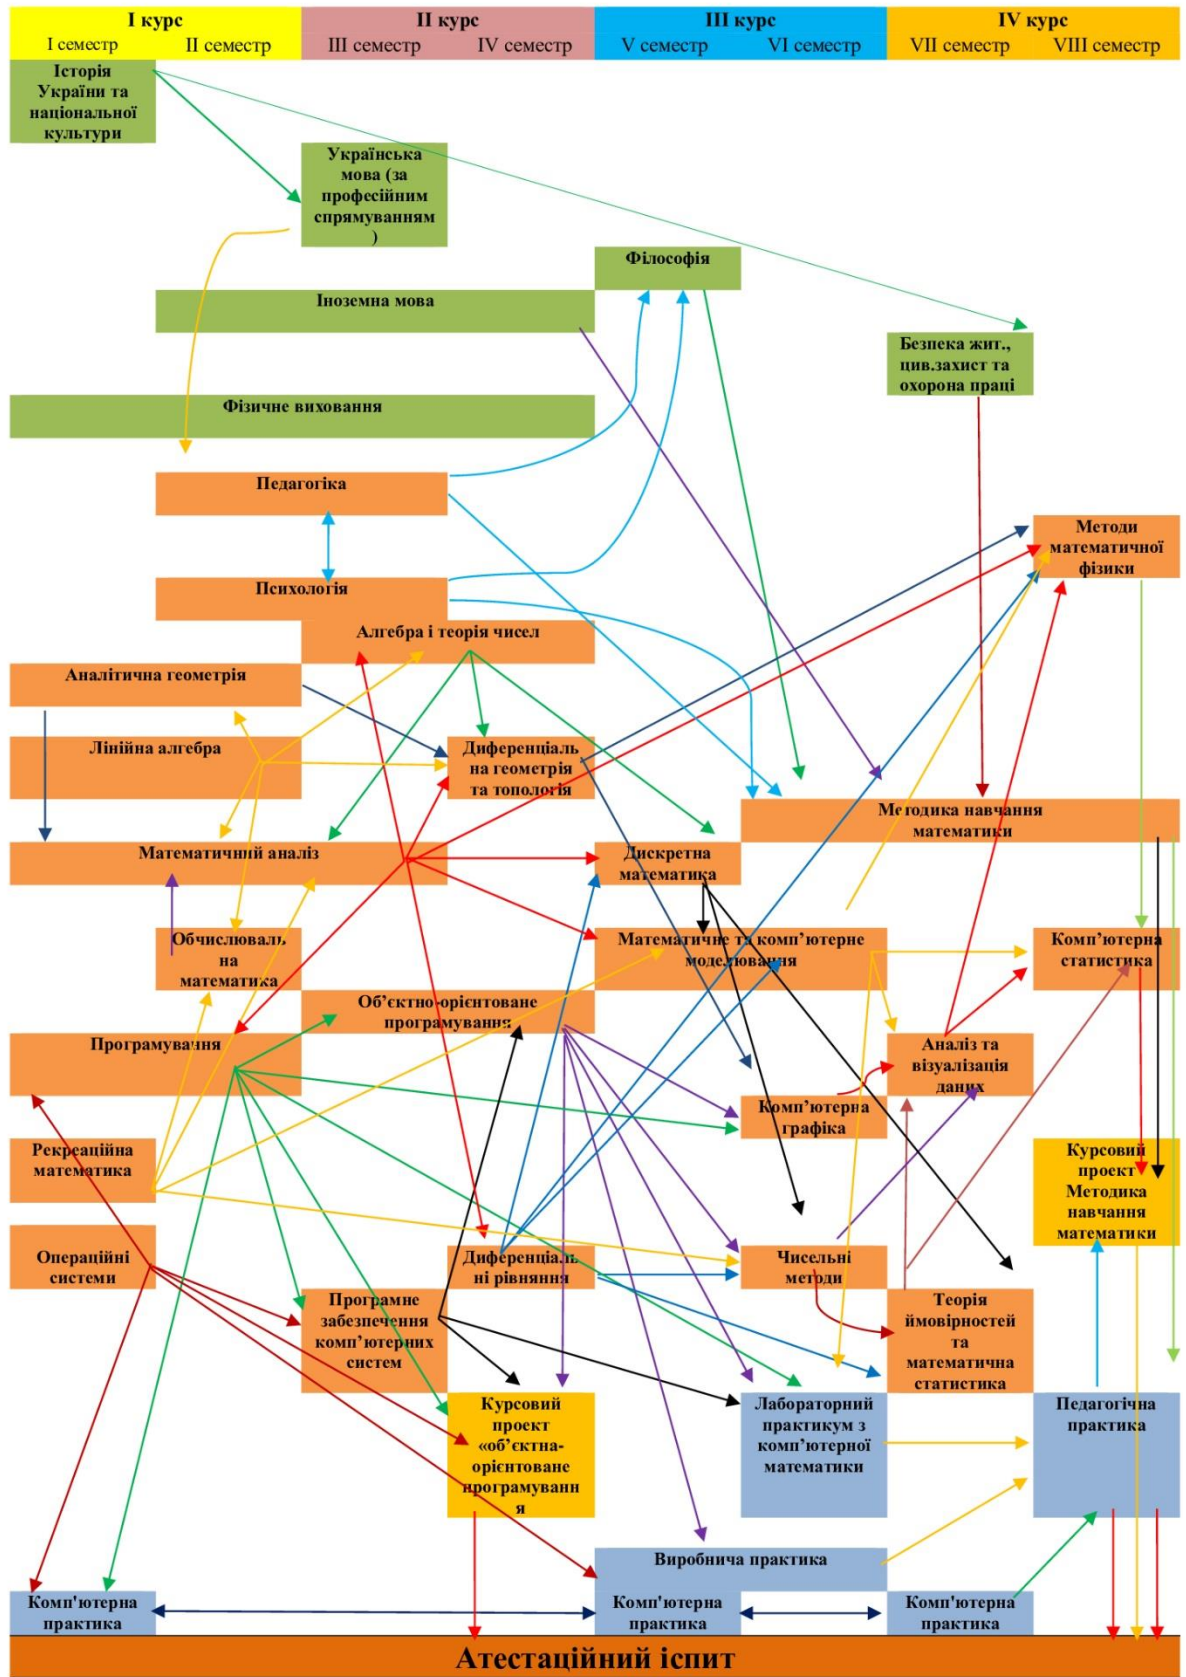 I курс
II курс
III курс
IV курс
I семестр
II семестр
III семестр
IV семестр
V семестр
VI семестр
VII семестр
VIII семестр
Історія
України та
національної
культури
Українська
мова (за
професійним
спрямуванням
)
Філософія
Іноземна мова
Безпека жит.,
цив.захист та
охорона праці
Фізичне виховання
Педагогіка
Методи
математичної
фізики
Психологія
Алгебра і теорія чисел
Аналітична геометрія
Лінійна алгебра
Диференціаль
на геометрія
та топологія
Методика навчання
математики
Математичний аналіз
Дискретна
математика
Обчислюваль
на
математика
Математичне та комп’ютерне
моделювання
Комп’ютерна
статистика
Об’єктно-орієнтоване
програмування
Програмування
Аналіз та
візуалізація
даних
Комп’ютерна
графіка
Рекреаційна
математика
Курсовий
проект
Методика
навчання
математики
Операційні
системи
Диференціаль
ні рівняння
Чисельні
методи
Програмне
забезпечення
комп’ютерних
систем
Теорія
ймовірностей
та
математична
статистика
Курсовий
проект
«об’єктна-
орієнтоване
програмуванн
я
Лабораторний
практикум з
комп’ютерної
математики
Педагогічна
практика
Виробнича практика
Комп'ютерна
практика
Комп'ютерна
практика
Комп'ютерна
практика
Атестаційний іспит